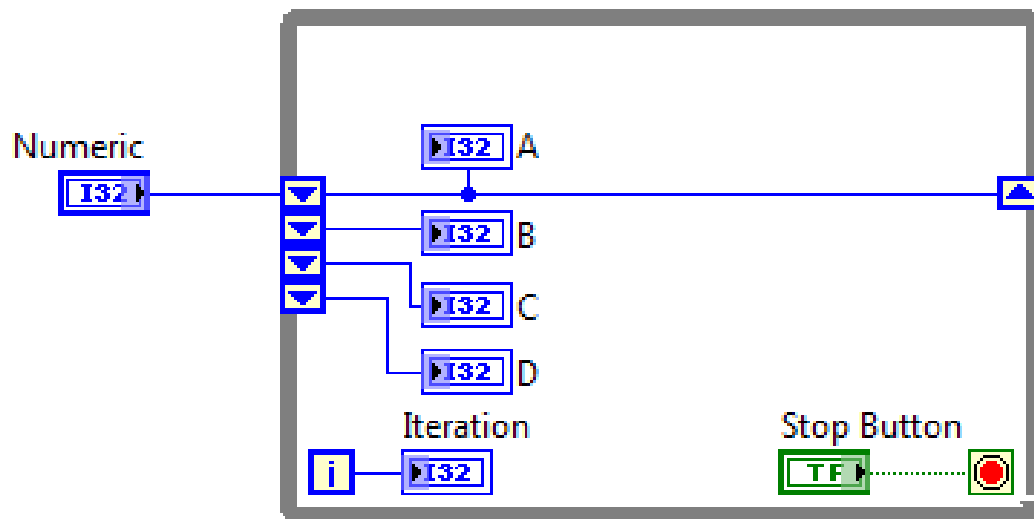 Numeric
I32
I32 A
I32 B
I32 C
I32 D
Iteration
i
I32
Stop Button
TF